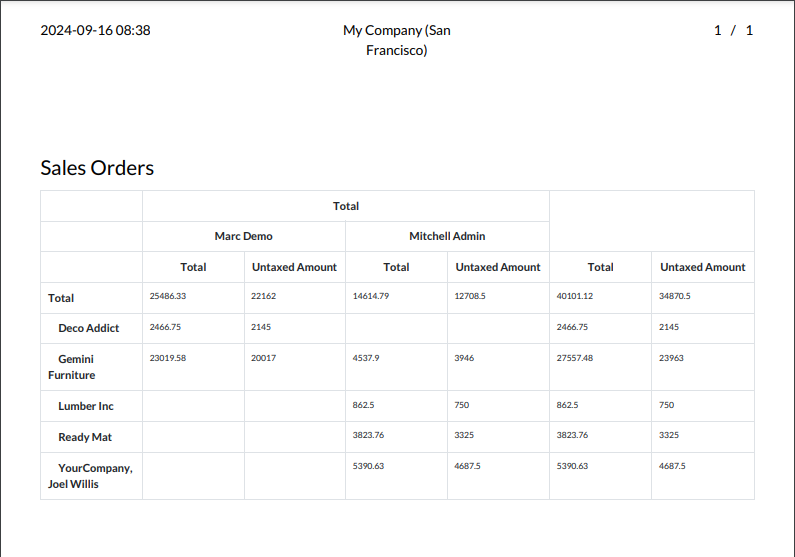 2024-09-16 08:38 My Company (San 1 / 1
Francisco)
Sales Orders
Total
Marc Demo Mitchell Admin
Total Untaxed Amount Total Untaxed Amount Total Untaxed Amount
Total 25486.33 22162 14614.79 12708.5 40101.12 34870.5
Deco Addict 2466.75 2145 2466.75 2145
Gemini 23019.58 20017 4537.9 3946 27557.48 23963
Furniture
Lumber Inc 862.5 750 862.5 750
Ready Mat 3823.76 3325 3823.76 3325
YourCompany, 5390.63 4687.5 5390.63 4687.5
Joel Willis